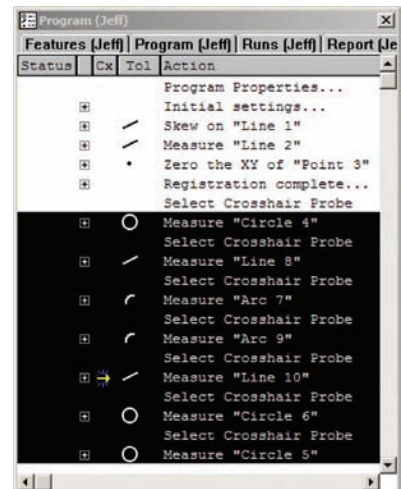 Program (Jeff)
Features (Jeff) Program (Jeff) Runs (Jeff) Report (Je
Status Cx Tol Action
Program Properties...
Initial settings...
Skew on "Line 1"
Measure "Line 2"
Zero the XY of "Point 3"
Registration complete...
Select Crosshair Probe
Measure "Circle 4"
Select Crosshair Probe
Measure "Line 8"
Select Crosshair Probe
Measure "Arc 7"
Select Crosshair Probe
Measure "Arc 9"
Select Crosshair Probe
Measure "Line 10"
Select Crosshair Probe
Measure "Circle 6"
Select Crosshair Probe
Measure "Circle 5"